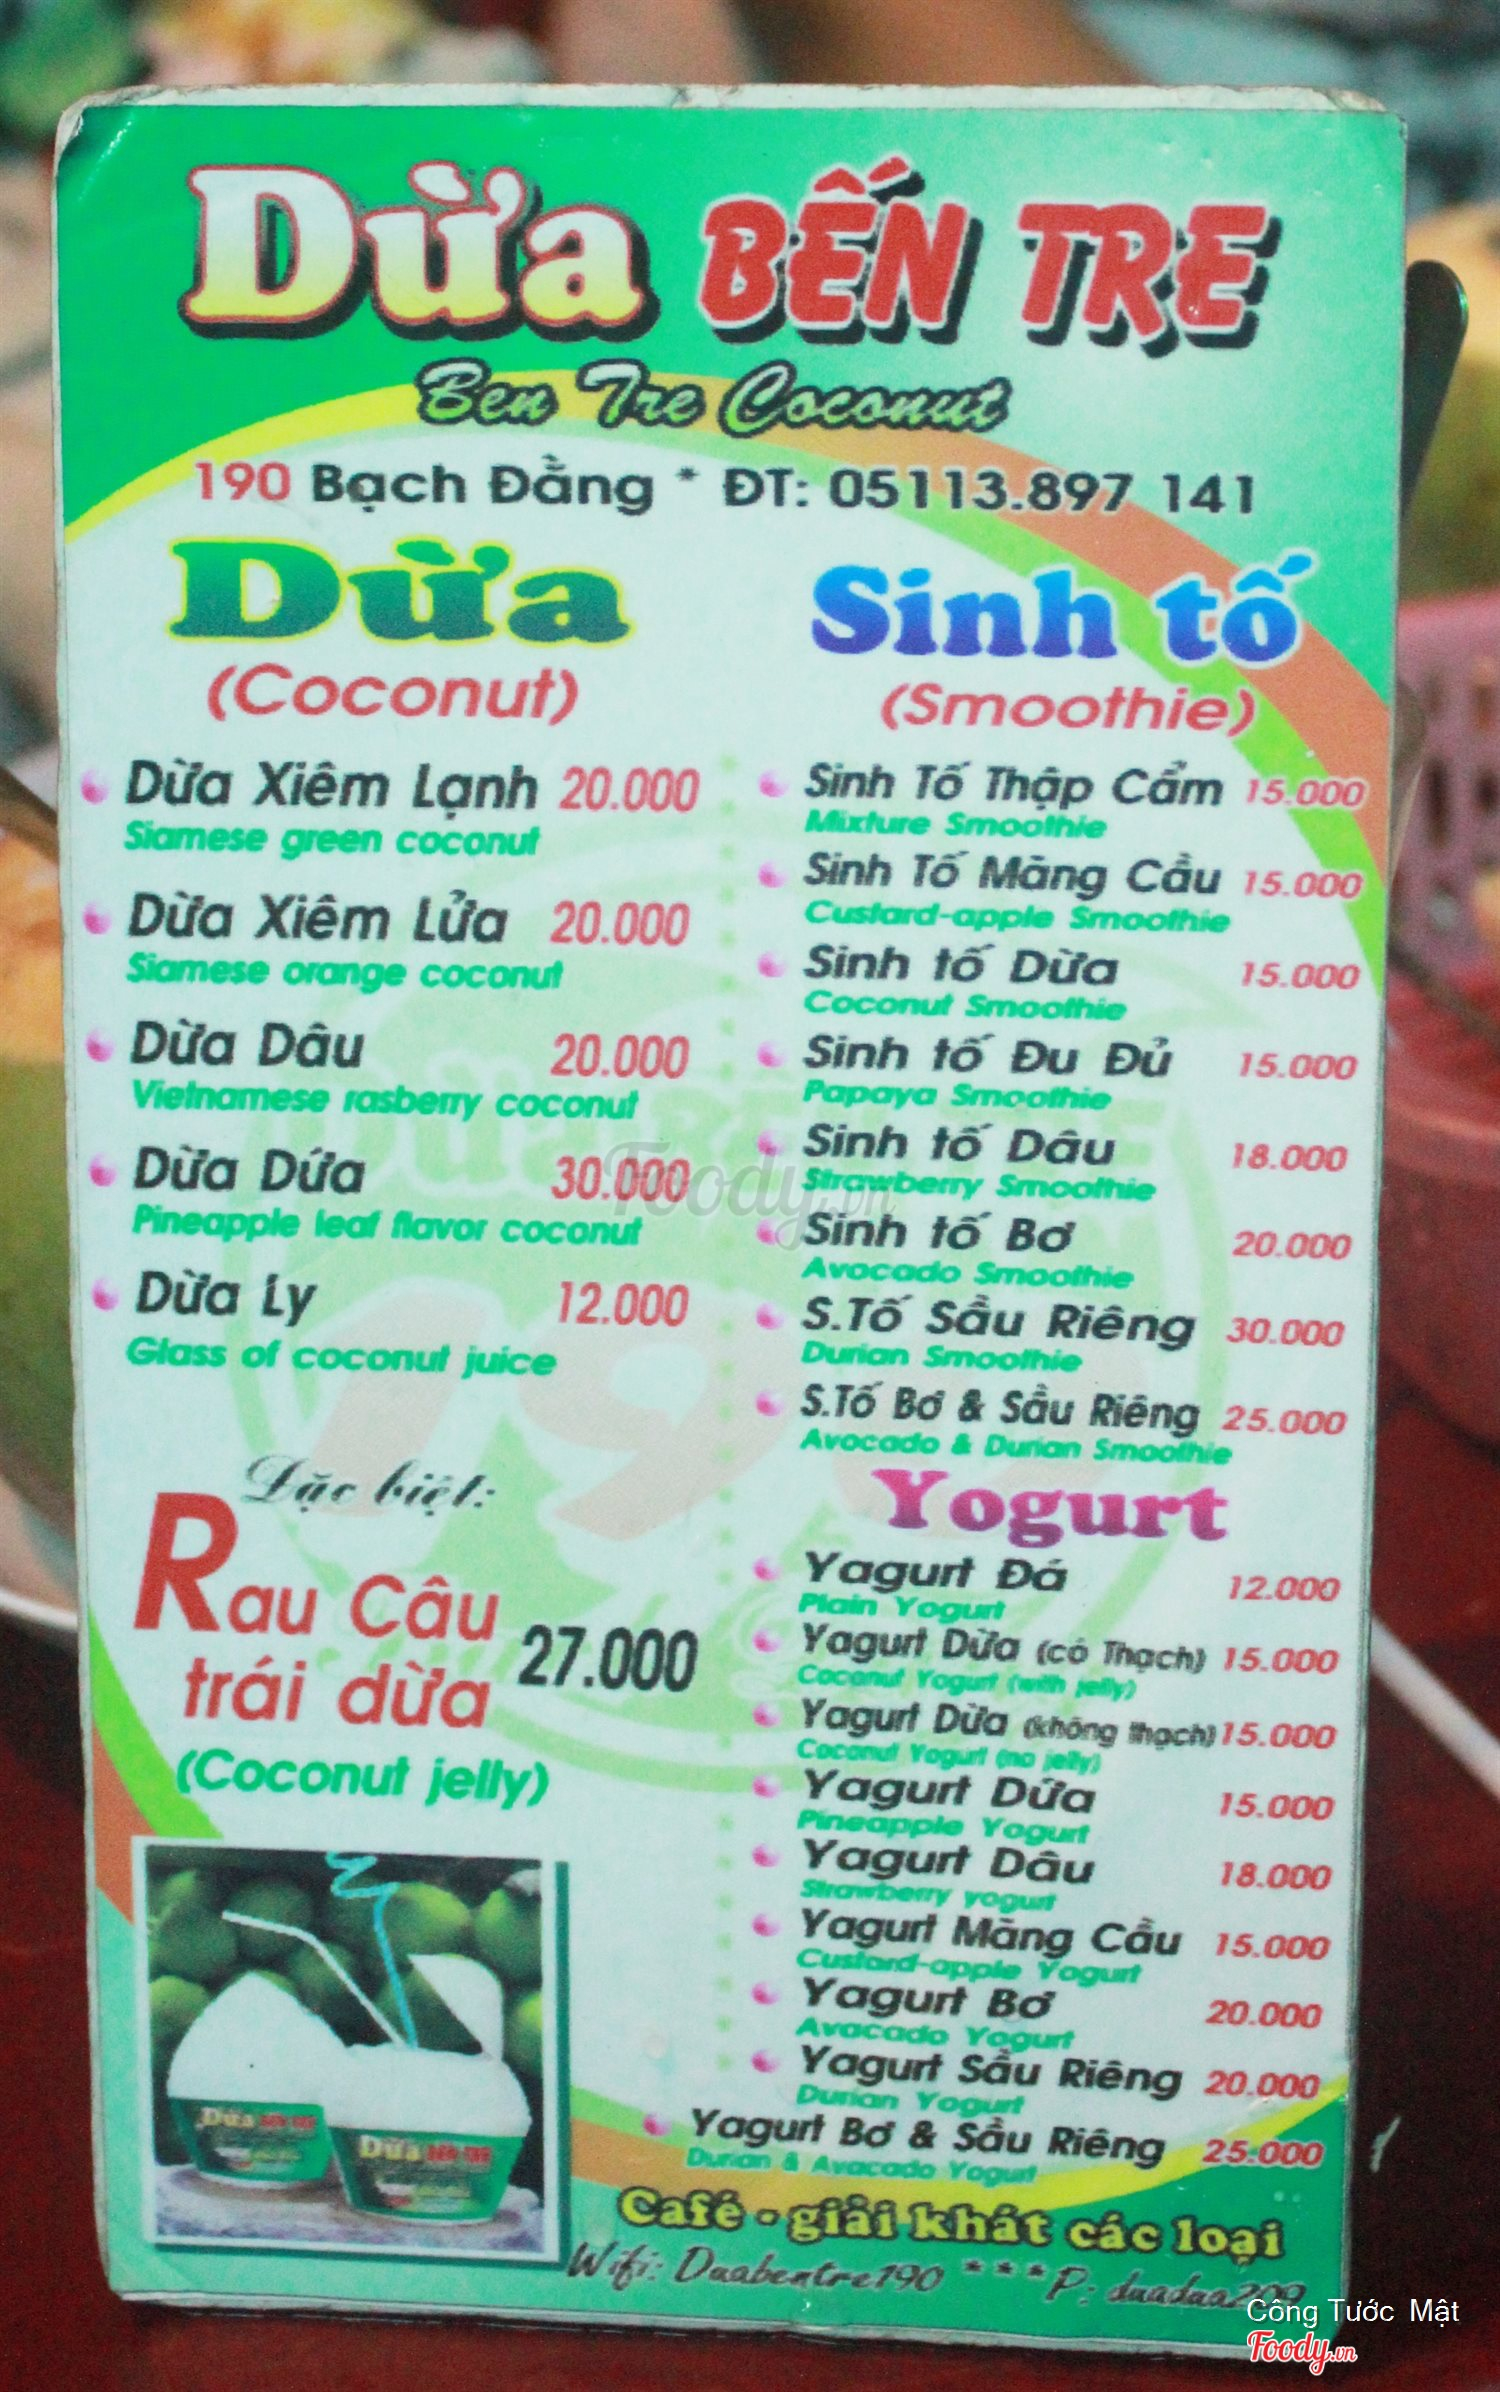 Dừa BẾN TRE
Ben Tre Coconut
190 Bạch Đằng * ĐT: 05113.897 141
Dừa
(Coconut)
Dừa Xiêm Lạnh 20.000
Siamese green coconut
Dừa Xiêm Lửa 20.000
Siamese orange coconut
Dừa Dâu 20.000
Vietnamese rasberry coconut
Dừa Dứa 30.000
Pineapple leaf flavor coconut
Dừa Ly 12.000
Glass of coconut juice
Đặc biệt:
Rau Câu
trái dừa 27.000
(Coconut jelly)
Sinh tố
(Smoothie)
Sinh Tố Thập Cẩm 15.000
Mixture Smoothie
Sinh Tố Mãng Cầu 15.000
Custard-apple Smoothie
Sinh tố Dừa 15.000
Coconut Smoothie
Sinh tố Đu Đủ 15.000
Papaya Smoothie
Sinh tố Dâu 18.000
Strawberry Smoothie
Sinh tố Bơ 20.000
Avocado Smoothie
S.Tố Sầu Riêng 30.000
Durian Smoothie
S.Tố Bơ & Sầu Riêng 25.000
Avocado & Durian Smoothie
Yogurt
Yagurt Đá 12.000
Plain Yogurt
Yagurt Dừa (có Thạch) 15.000
Coconut Yogurt (with jelly)
Yagurt Dừa (không thạch) 15.000
Coconut Yogurt (no jelly)
Yagurt Dứa 15.000
Pineapple Yogurt
Yagurt Dâu 18.000
Strawberry yogurt
Yagurt Mãng Cầu 15.000
Custard-apple Yogurt
Yagurt Bơ 20.000
Avacado Yogurt
Yagurt Sầu Riêng 20.000
Durian Yogurt
Yagurt Bơ & Sầu Riêng 25.000
Durian & Avacado Yogurt
Café - giải khát các loại
Wifi: Duabentre190 *** P: duadua209
Dừa BẾN TRE
Dừa BẾN TRE
Foody.vn
Công Tước Mật
Foody.vn